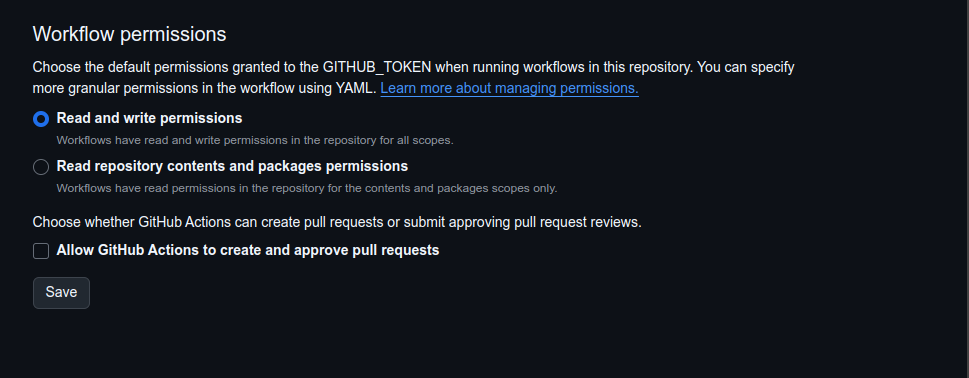 Workflow permissions
Choose the default permissions granted to the GITHUB_TOKEN when running workflows in this repository. You can specify
more granular permissions in the workflow using YAML. Learn more about managing permissions.
Read and write permissions
Workflows have read and write permissions in the repository for all scopes.
Read repository contents and packages permissions
Workflows have read permissions in the repository for the contents and packages scopes only.
Choose whether GitHub Actions can create pull requests or submit approving pull request reviews.
Allow GitHub Actions to create and approve pull requests
Save